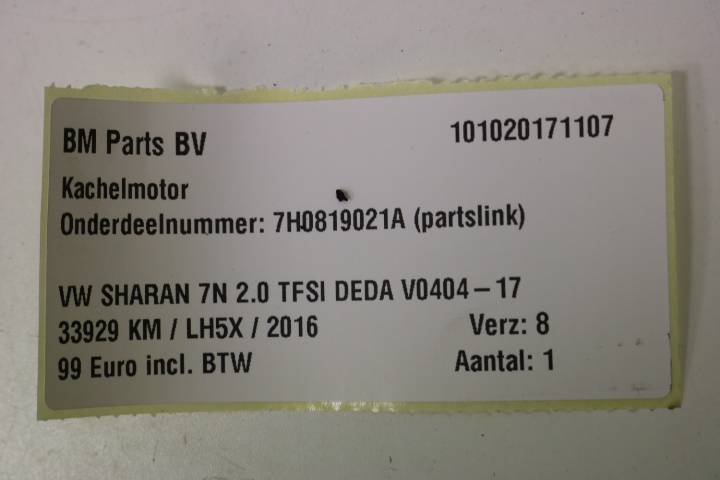 BM Parts BV 101020171107
Kachelmotor
Onderdeelnummer: 7H0819021A (partslink)
VW SHARAN 7N 2.0 TFSI DEDA V0404-17
33929 KM / LH5X / 2016 Verz: 8
99 Euro incl. BTW Aantal: 1